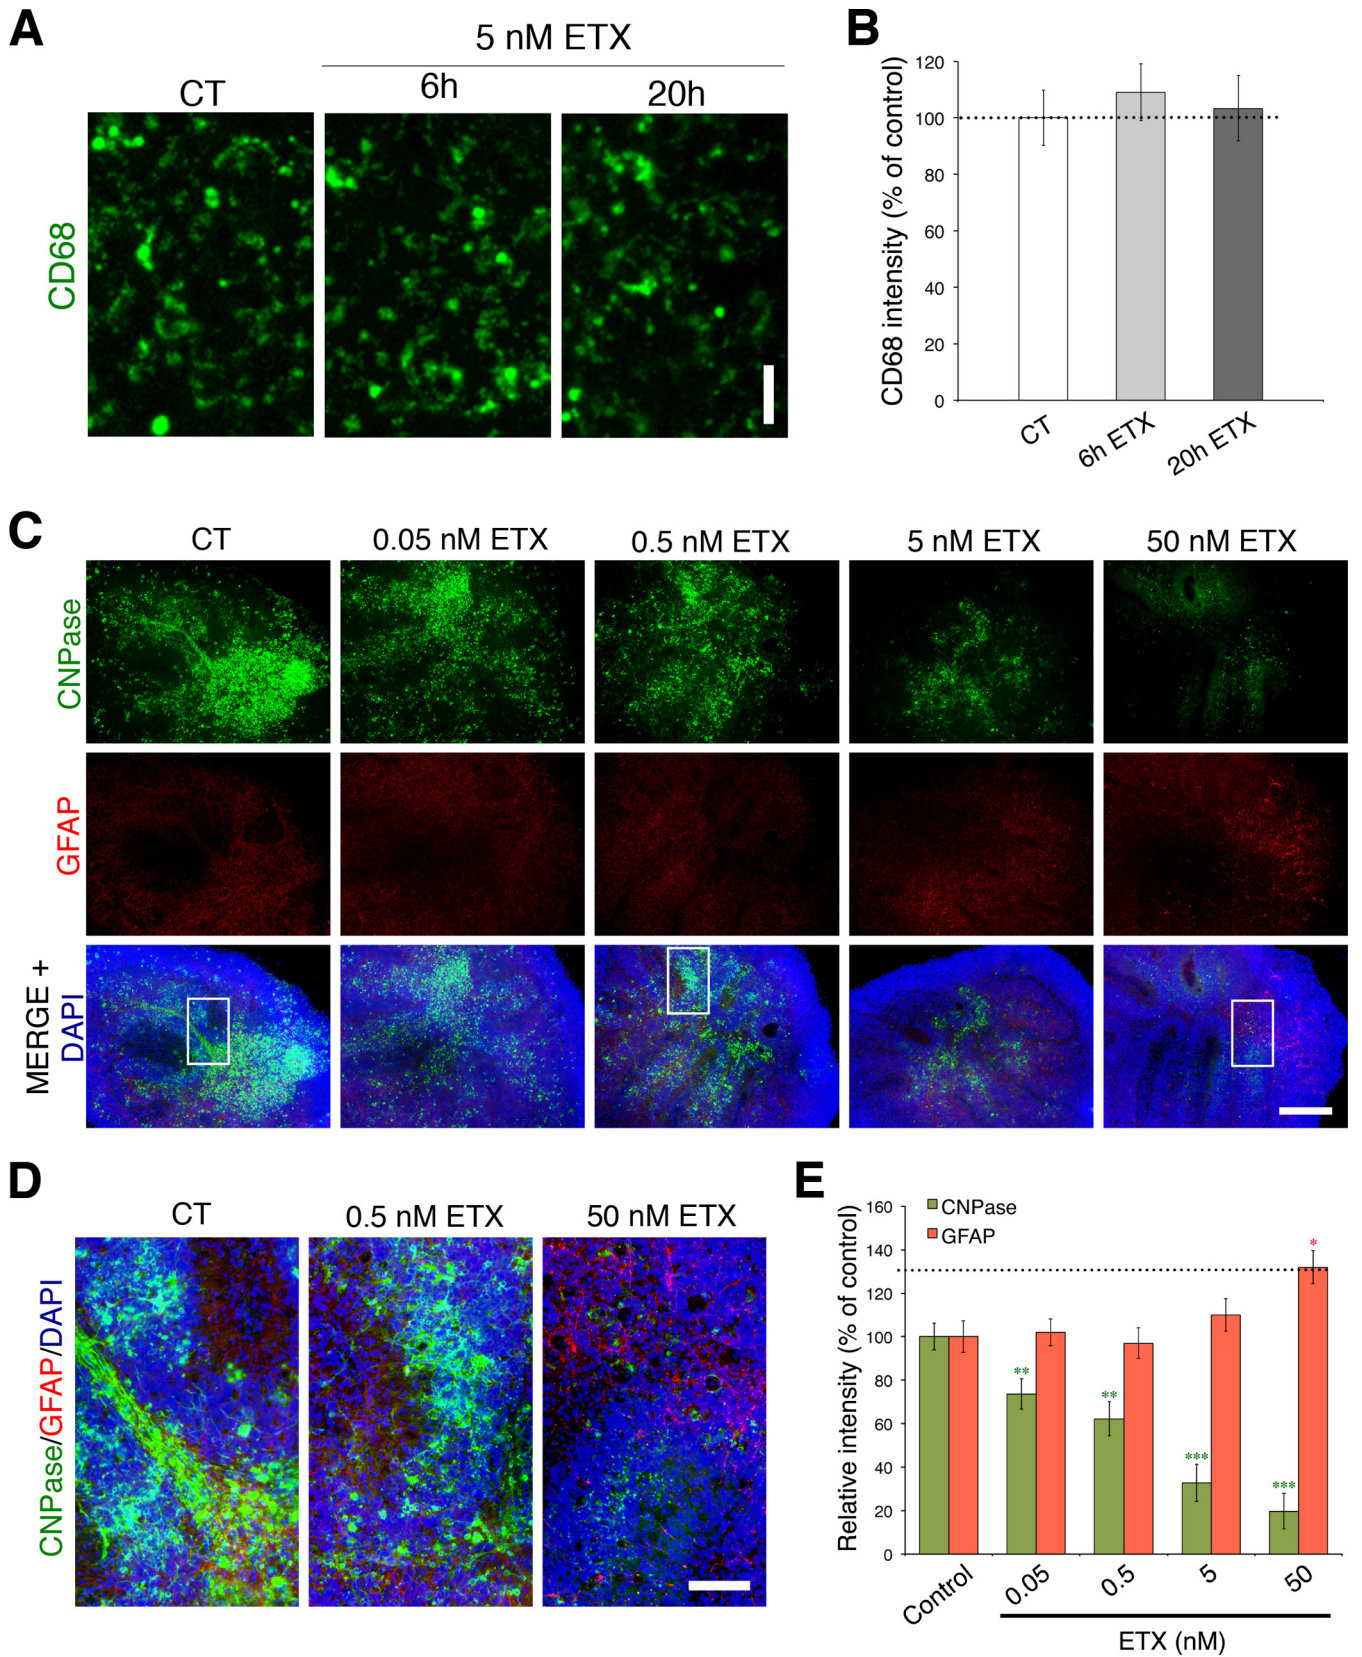 A
5 nM ETX
CT
6h
20h
CD68
B
CD68 intensity (% of control)
120
100
80
60
40
20
0
CT
6h ETX
20h ETX
C
CT
0.05 nM ETX
0.5 nM ETX
5 nM ETX
50 nM ETX
CNPase
GFAP
MERGE +
DAPI
D
CT
0.5 nM ETX
50 nM ETX
CNPase/GFAP/DAPI
E
CNPase
GFAP
Relative intensity (% of control)
160
140
120
100
80
60
40
20
0
**
**
***
***
*
Control
0.05
0.5
5
50
ETX (nM)